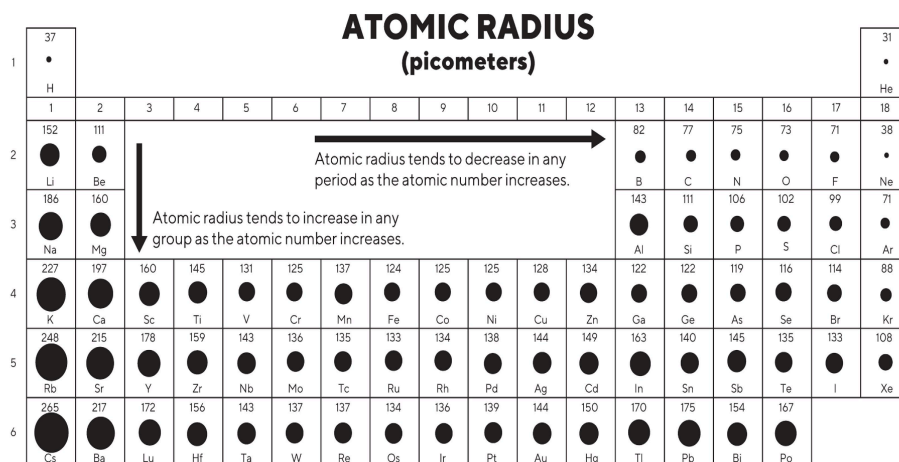 ATOMIC RADIUS
(picometers)
37 31
1
H He
1 2 3 4 5 6 7 8 9 10 11 12 13 14 15 16 17 18
152 111 82 77 75 73 71 38
2
Atomic radius tends to decrease in any
period as the atomic number increases.
Li Be B C N O F Ne
186 160 143 111 106 102 99 71
3
Atomic radius tends to increase in any
group as the atomic number increases.
Na Mg Al Si P S Cl Ar
227 197 160 145 131 125 137 124 125 125 128 134 122 122 119 116 114 88
4
K Ca Sc Ti V Cr Mn Fe Co Ni Cu Zn Ga Ge As Se Br Kr
248 215 178 159 143 136 135 133 134 138 144 149 163 140 145 135 133 108
5
Rb Sr Y Zr Nb Mo Tc Ru Rh Pd Ag Cd In Sn Sb Te I Xe
265 217 172 156 143 137 137 134 136 139 144 150 170 175 154 167
6
Cs Ba Lu Hf Ta W Re Os Ir Pt Au Hg Tl Pb Bi Po